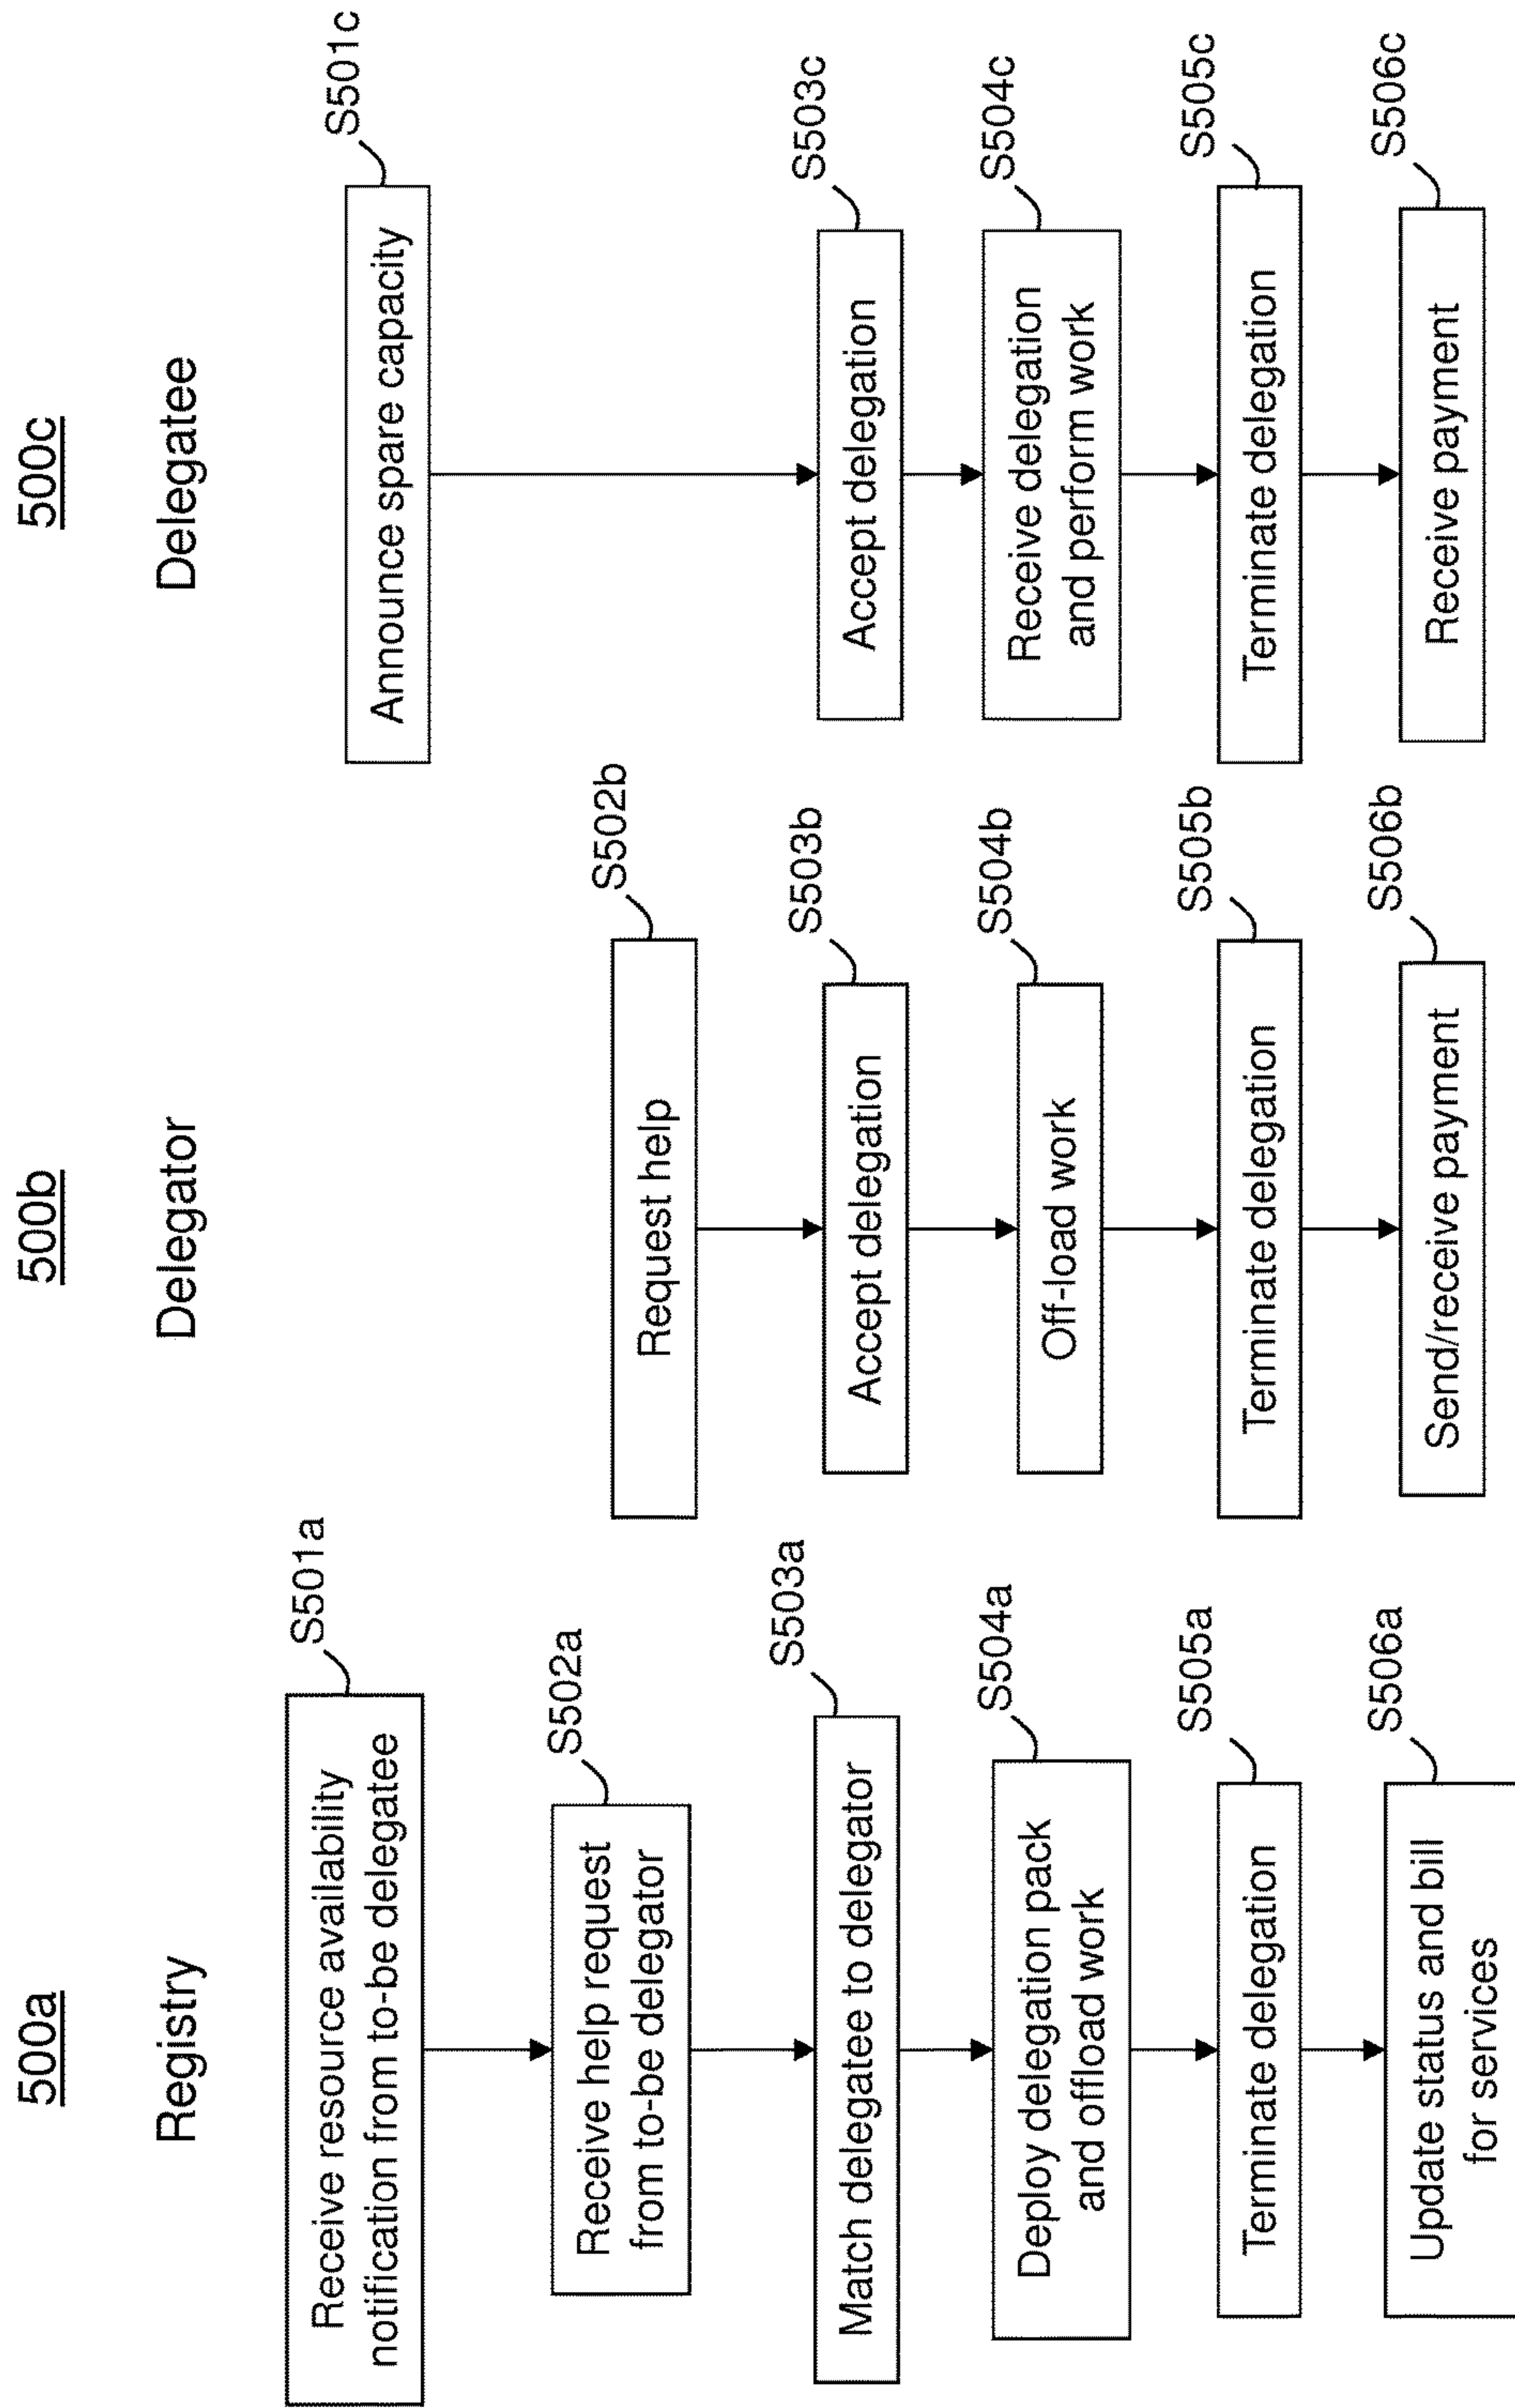 500a
Registry
S501a
Receive resource availability
notification from to-be delegatee
S502a
Receive help request
from to-be delegator
S503a
Match delegatee to delegator
S504a
Deploy delegation pack
and offload work
S505a
Terminate delegation
S506a
Update status and bill
for services
500b
Delegator
S502b
Request help
S503b
Accept delegation
S504b
Off-load work
S505b
Terminate delegation
S506b
Send/receive payment
500c
Delegatee
S501c
Announce spare capacity
S503c
Accept delegation
S504c
Receive delegation
and perform work
S505c
Terminate delegation
S506c
Receive payment